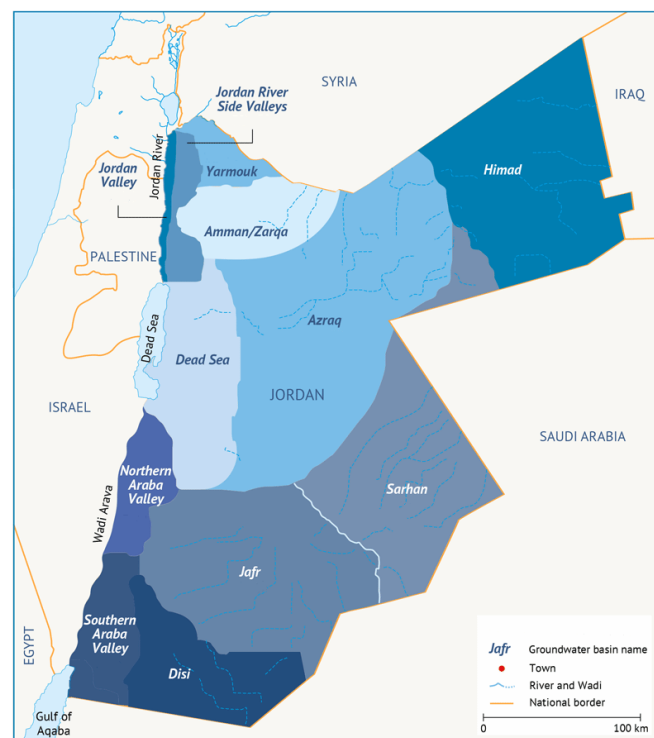 SYRIA
IRAQ
Jordan River
Side Valleys
Jordan River
Jordan
Valley
Yarmouk
Himad
Amman/Zarqa
PALESTINE
Azraq
Dead Sea
Dead Sea
JORDAN
ISRAEL
SAUDI ARABIA
Northern
Araba
Valley
Wadi Arava
Sarhan
Jafr
Southern
Araba
Valley
EGYPT
Disi
Gulf of
Aqaba
Jafr Groundwater basin name
Town
River and Wadi
National border
0 100 km